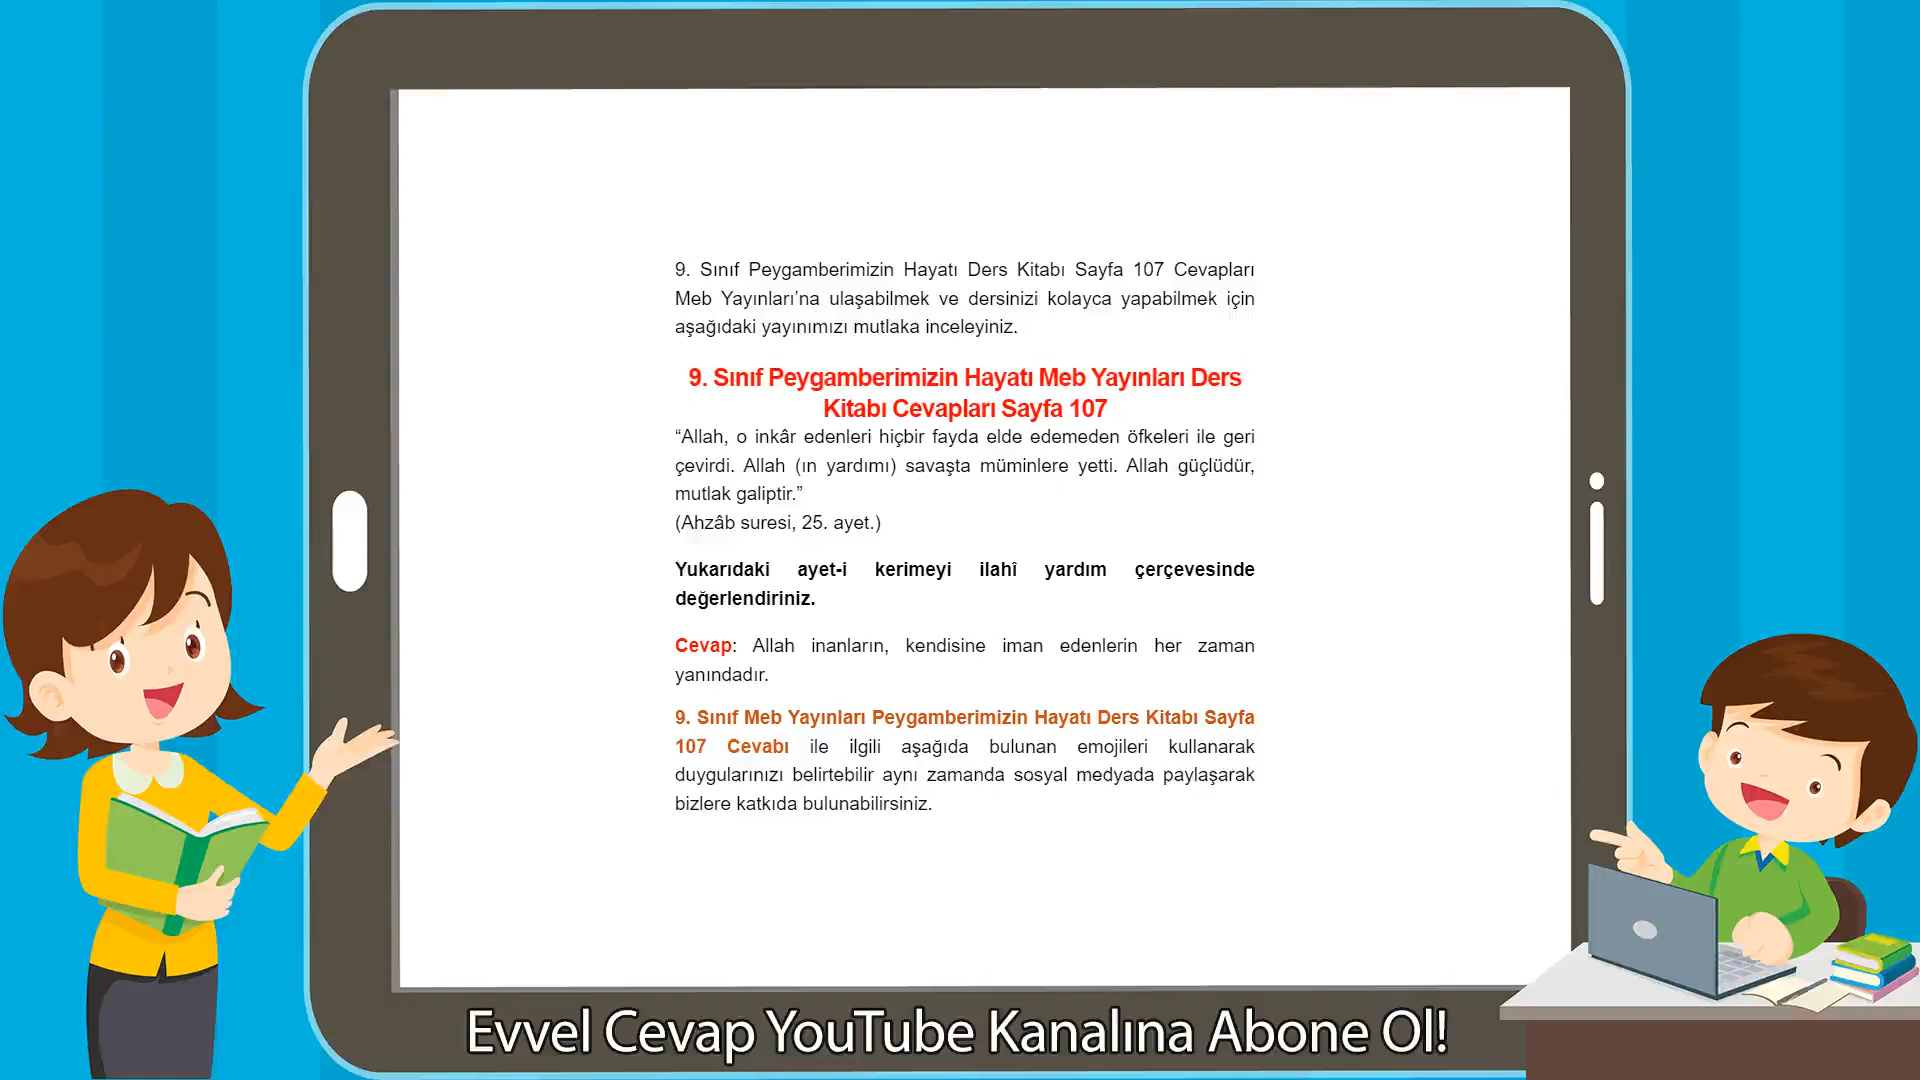 9. Sınıf Peygamberimizin Hayatı Ders Kitabı Sayfa 107 Cevapları
Meb Yayınları’na ulaşabilmek ve dersinizi kolayca yapabilmek için
aşağıdaki yayınımızı mutlaka inceleyiniz.
9. Sınıf Peygamberimizin Hayatı Meb Yayınları Ders
Kitabı Cevapları Sayfa 107
“Allah, o inkâr edenleri hiçbir fayda elde edemeden öfkeleri ile geri
çevirdi. Allah (ın yardımı) savaşta müminlere yetti. Allah güçlüdür,
mutlak galiptir.”
(Ahzâb suresi, 25. ayet.)
Yukarıdaki ayet-i kerimeyi ilahî yardım çerçevesinde
değerlendiriniz.
Cevap: Allah inanların, kendisine iman edenlerin her zaman
yanındadır.
9. Sınıf Meb Yayınları Peygamberimizin Hayatı Ders Kitabı Sayfa
107 Cevabı ile ilgili aşağıda bulunan emojileri kullanarak
duygularınızı belirtebilir aynı zamanda sosyal medyada paylaşarak
bizlere katkıda bulunabilirsiniz.
Evvel Cevap YouTube Kanalına Abone Ol!